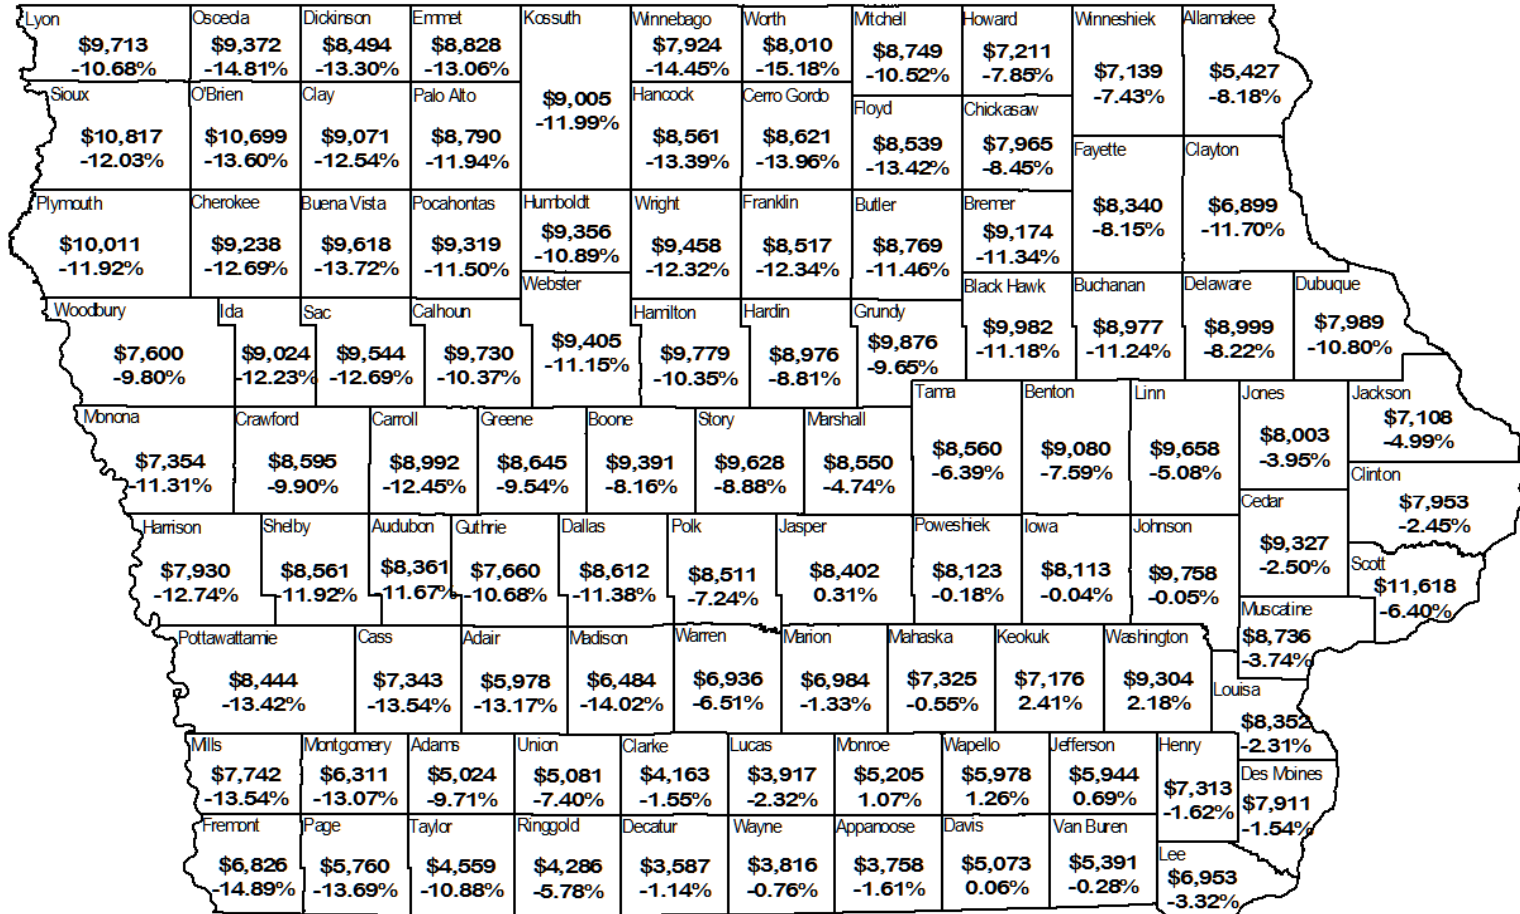 Lyon
$9,713
-10.68%
Osceola
$9,372
-14.81%
Dickinson
$8,494
-13.30%
Emmet
$8,828
-13.06%
Kossuth
$9,005
-11.99%
Winnebago
$7,924
-14.45%
Worth
$8,010
-15.18%
Mitchell
$8,749
-10.52%
Howard
$7,211
-7.85%
Winneshiek
$7,139
-7.43%
Allamakee
$5,427
-8.18%
Sioux
$10,817
-12.03%
O'Brien
$10,699
-13.60%
Clay
$9,071
-12.54%
Palo Alto
$8,790
-11.94%
Hancock
$8,561
-13.39%
Cerro Gordo
$8,621
-13.96%
Floyd
$8,539
-13.42%
Chickasaw
$7,965
-8.45%
Fayette
$8,340
-8.15%
Clayton
$6,899
-11.70%
Plymouth
$10,011
-11.92%
Cherokee
$9,238
-12.69%
Buena Vista
$9,618
-13.72%
Pocahontas
$9,319
-11.50%
Humboldt
$9,356
-10.89%
Wright
$9,458
-12.32%
Franklin
$8,517
-12.34%
Butler
$8,769
-11.46%
Bremer
$9,174
-11.34%
Woodbury
$7,600
-9.80%
Ida
$9,024
-12.23%
Sac
$9,544
-12.69%
Calhoun
$9,730
-10.37%
Webster
$9,405
-11.15%
Hamilton
$9,779
-10.35%
Hardin
$8,976
-8.81%
Grundy
$9,876
-9.65%
Black Hawk
$9,982
-11.18%
Buchanan
$8,977
-11.24%
Delaware
$8,999
-8.22%
Dubuque
$7,989
-10.80%
Monona
$7,354
-11.31%
Crawford
$8,595
-9.90%
Carroll
$8,992
-12.45%
Greene
$8,645
-9.54%
Boone
$9,391
-8.16%
Story
$9,628
-8.88%
Marshall
$8,550
-4.74%
Tama
$8,560
-6.39%
Benton
$9,080
-7.59%
Linn
$9,658
-5.08%
Jones
$8,003
-3.95%
Jackson
$7,108
-4.99%
Clinton
$7,953
-2.45%
Cedar
$9,327
-2.50%
Harrison
$7,930
-12.74%
Shelby
$8,561
-11.92%
Audubon
$8,361
-11.67%
Guthrie
$7,660
-10.68%
Dallas
$8,612
-11.38%
Polk
$8,511
-7.24%
Jasper
$8,402
0.31%
Poweshiek
$8,123
-0.18%
Iowa
$8,113
-0.04%
Johnson
$9,758
-0.05%
Scott
$11,618
-6.40%
Muscatine
$8,736
-3.74%
Pottawattamie
$8,444
-13.42%
Cass
$7,343
-13.54%
Adair
$5,978
-13.17%
Madison
$6,484
-14.02%
Warren
$6,936
-6.51%
Marion
$6,984
-1.33%
Mahaska
$7,325
-0.55%
Keokuk
$7,176
2.41%
Washington
$9,304
2.18%
Louisa
$8,352
-2.31%
Mills
$7,742
-13.54%
Montgomery
$6,311
-13.07%
Adams
$5,024
-9.71%
Union
$5,081
-7.40%
Clarke
$4,163
-1.55%
Lucas
$3,917
-2.32%
Monroe
$5,205
1.07%
Wapello
$5,978
1.26%
Jefferson
$5,944
0.69%
Henry
$7,313
-1.62%
Des Moines
$7,911
-1.54%
Fremont
$6,826
-14.89%
Page
$5,760
-13.69%
Taylor
$4,559
-10.88%
Ringgold
$4,286
-5.78%
Decatur
$3,587
-1.14%
Wayne
$3,816
-0.76%
Appanoose
$3,758
-1.61%
Davis
$5,073
0.06%
Van Buren
$5,391
-0.28%
Lee
$6,953
-3.32%